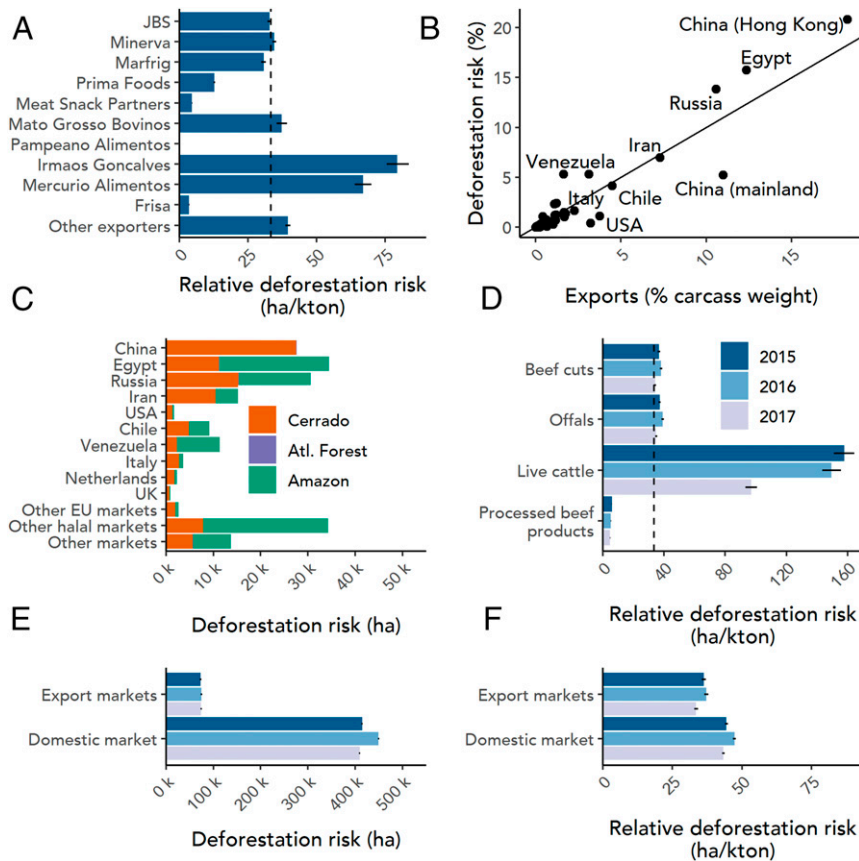 A
JBS
Minerva
Marfrig
Prima Foods
Meat Snack Partners
Mato Grosso Bovinos
Pampeano Alimentos
Irmaos Goncalves
Mercurio Alimentos
Frisa
Other exporters
0 25 50 75
Relative deforestation risk
(ha/kton)
B
Deforestation risk (%)
20
15
10
5
0
China (Hong Kong)
Egypt
Russia
Iran
Venezuela
China (mainland)
Italy
Chile
USA
0 5 10 15
Exports (% carcass weight)
C
China
Egypt
Russia
Iran
USA
Chile
Venezuela
Italy
Netherlands
UK
Other EU markets
Other halal markets
Other markets
Cerrado
Atl. Forest
Amazon
0 k 10 k 20 k 30 k 40 k 50 k
Deforestation risk (ha)
D
Beef cuts
Offals
Live cattle
Processed beef
products
2015
2016
2017
0 40 80 120 160
Relative deforestation risk
(ha/kton)
E
Export markets
Domestic market
0 k 100 k 200 k 300 k 400 k 500 k
Deforestation risk (ha)
F
Export markets
Domestic market
0 25 50 75
Relative deforestation risk
(ha/kton)